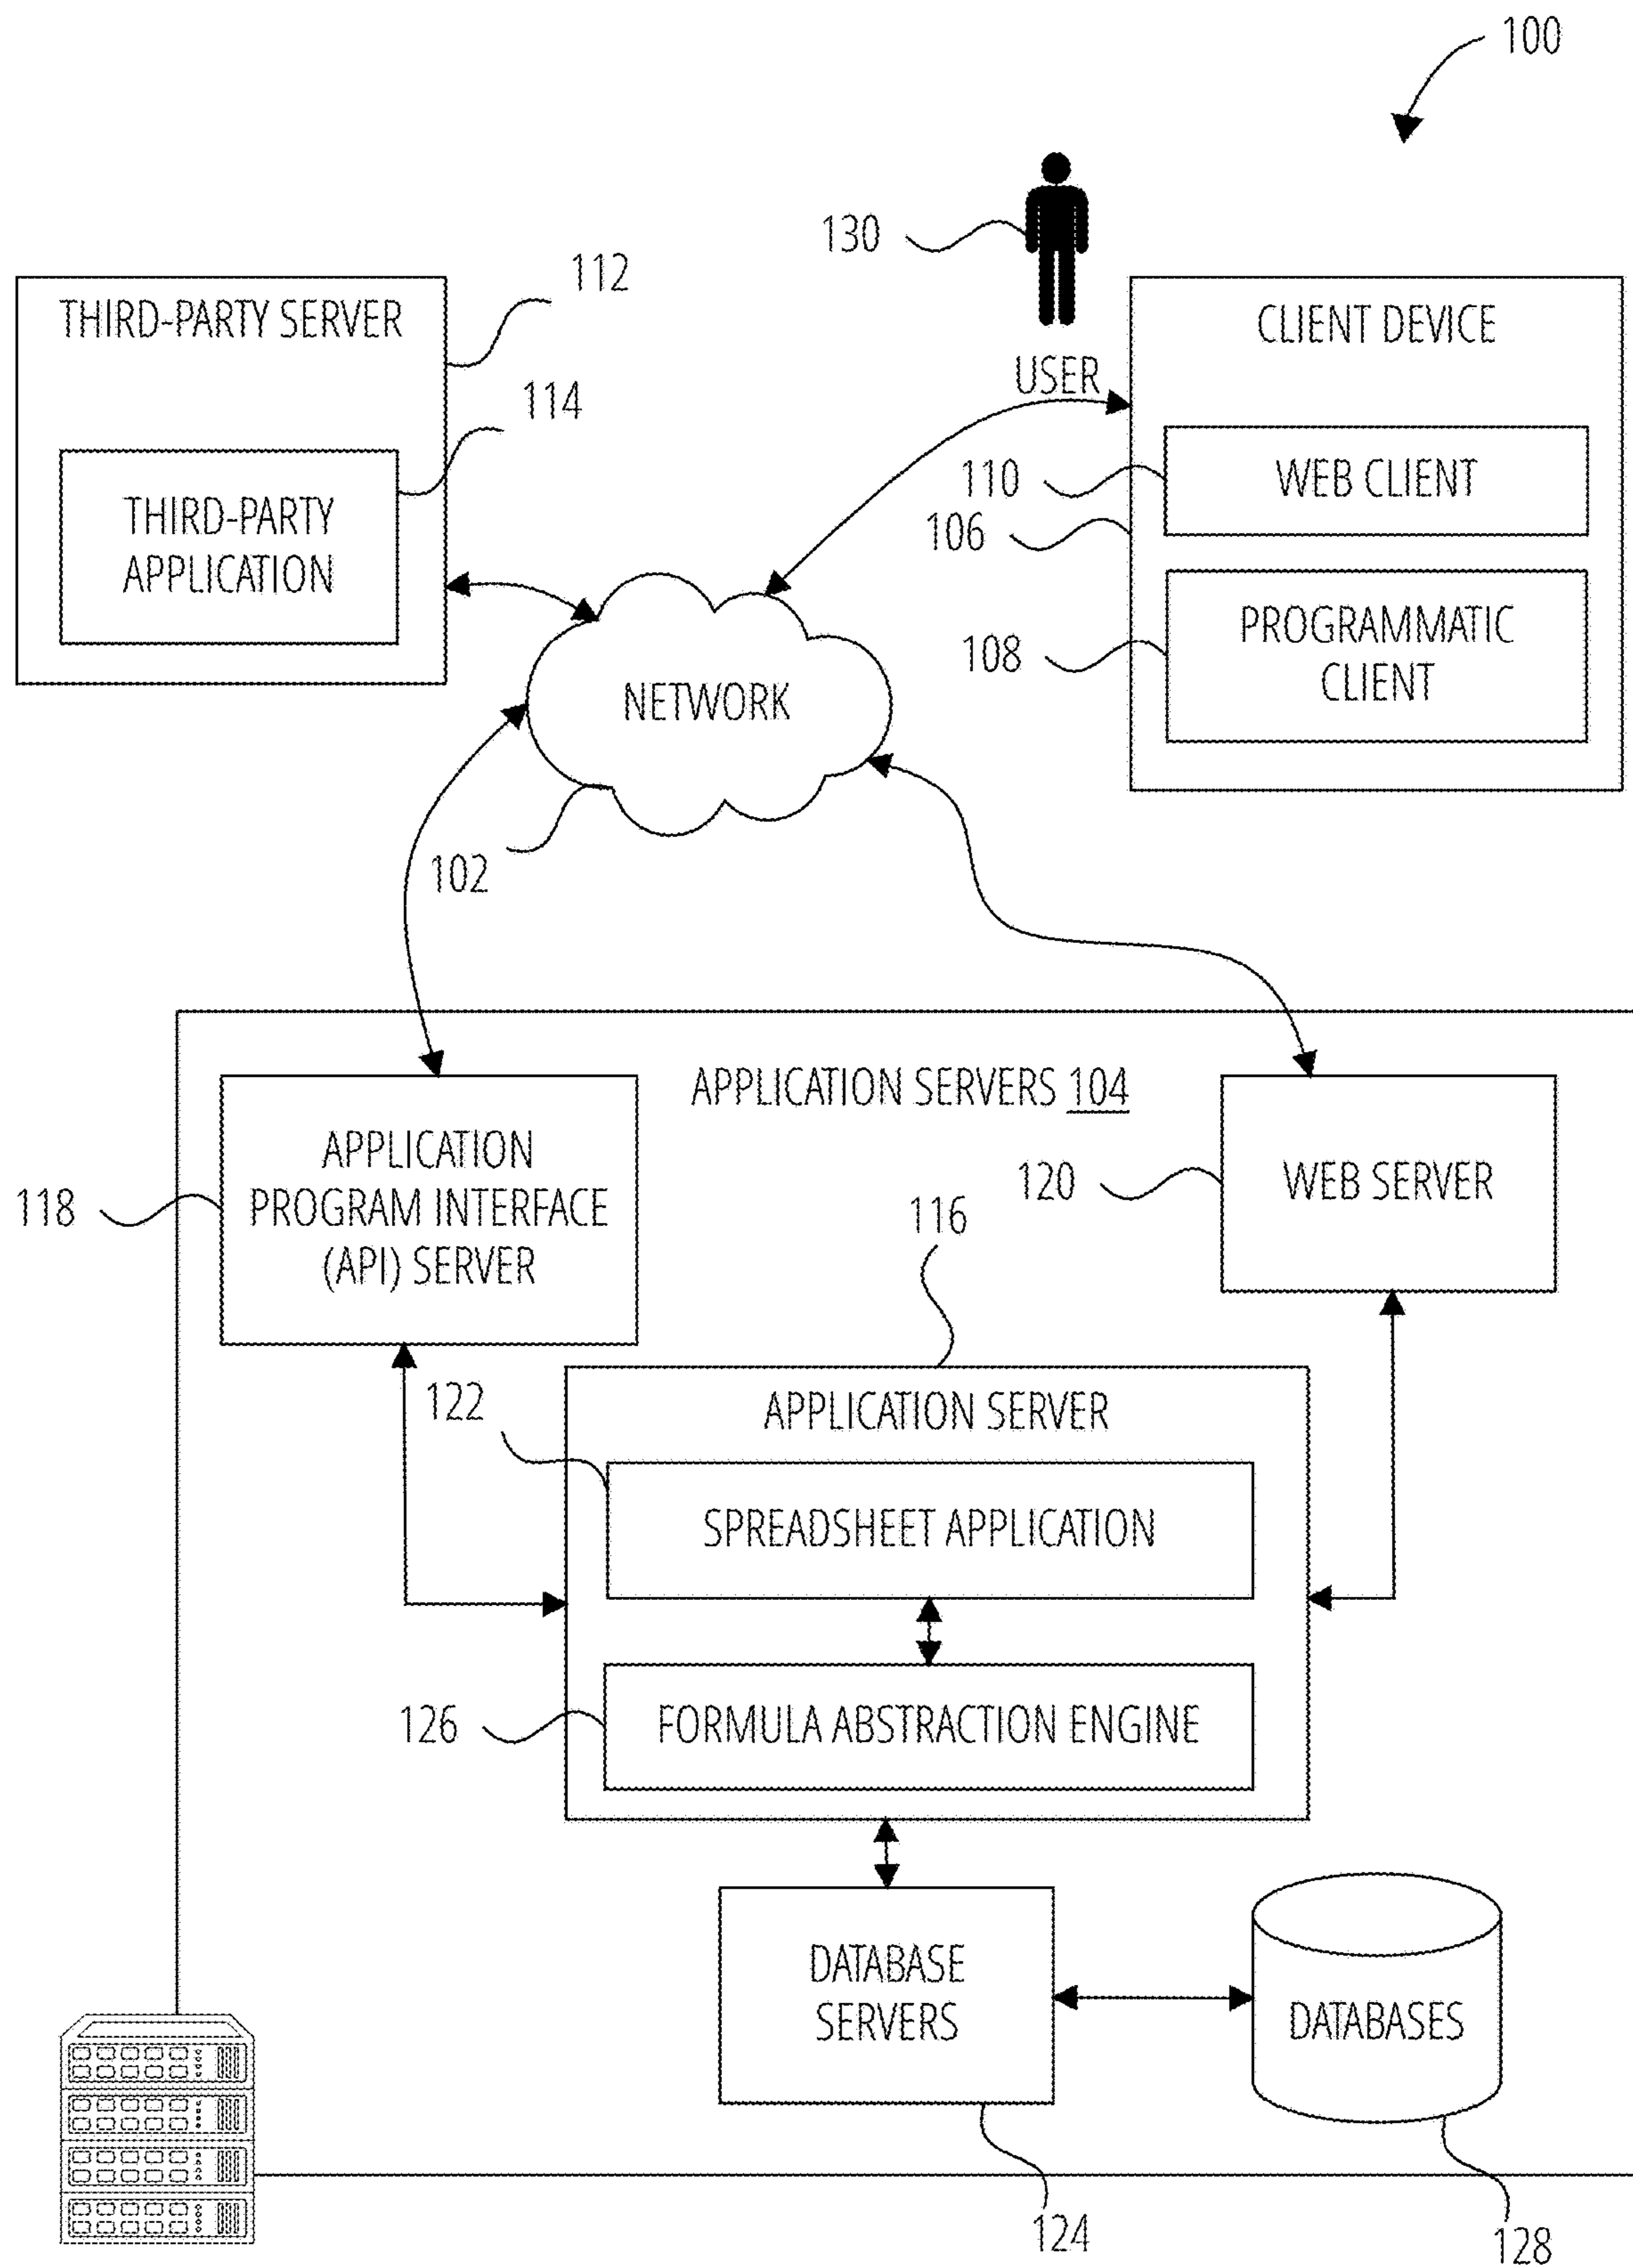 100
130
112
THIRD-PARTY SERVER
CLIENT DEVICE
USER
114
110
WEB CLIENT
THIRD-PARTY
APPLICATION
106
108
PROGRAMMATIC
CLIENT
NETWORK
102
APPLICATION SERVERS 104
118
APPLICATION
PROGRAM INTERFACE
(API) SERVER
120
WEB SERVER
116
122
APPLICATION SERVER
SPREADSHEET APPLICATION
126
FORMULA ABSTRACTION ENGINE
DATABASE
SERVERS
DATABASES
124
128